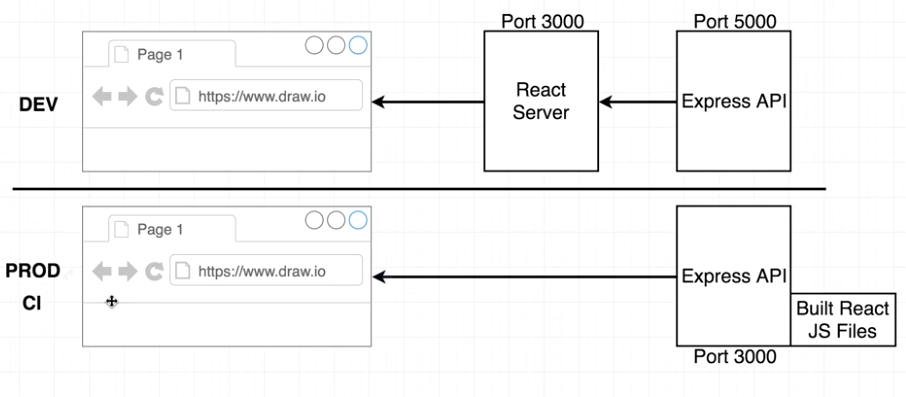 Port 3000
Port 5000
Page 1
https://www.draw.io
DEV
React
Server
Express API
Page 1
https://www.draw.io
PROD
CI
Express API
Built React
JS Files
Port 3000